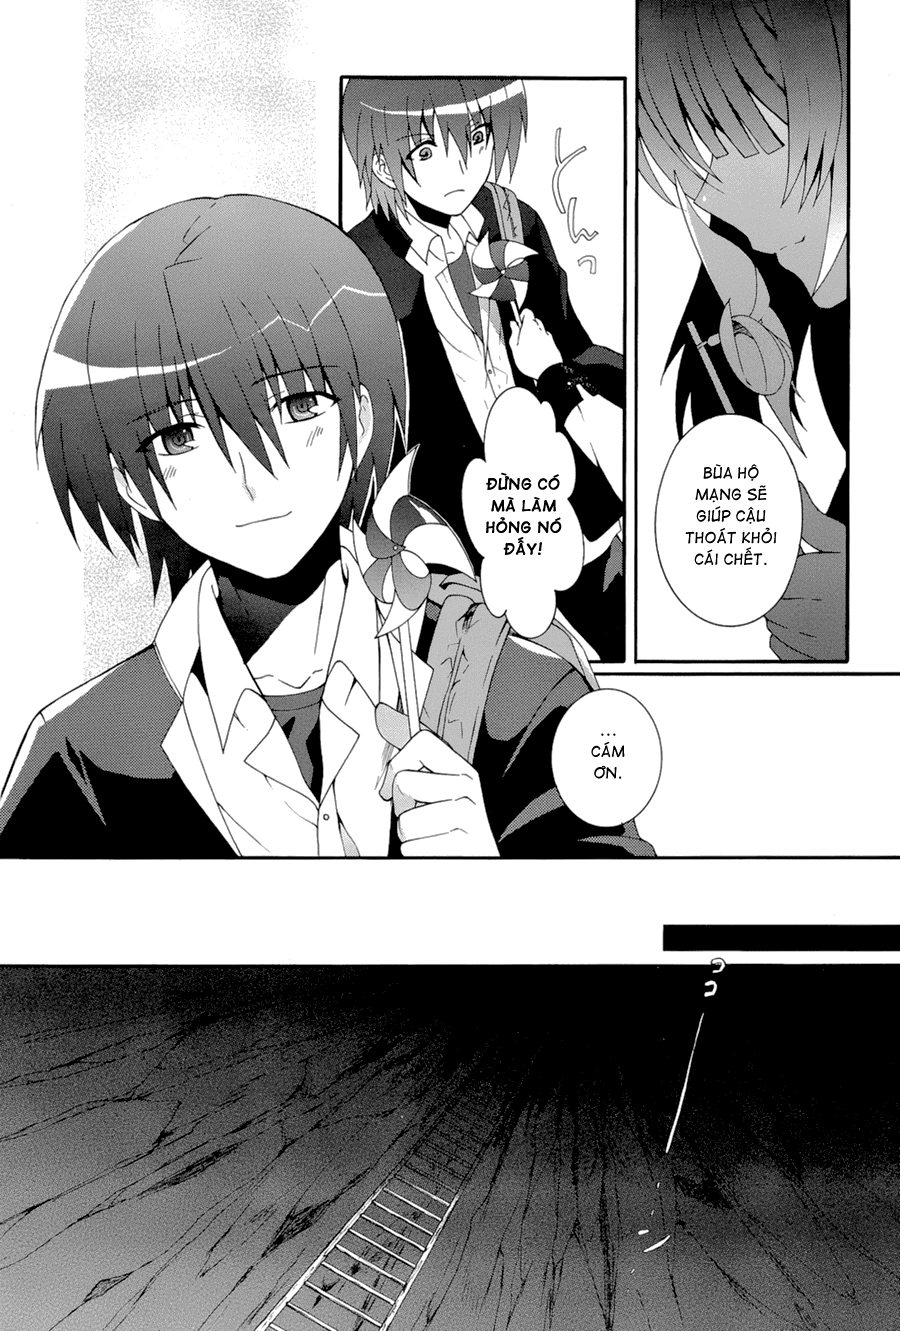 BÙA HỘ
MẠNG SẼ
GIÚP CẬU
THOÁT KHỎI
CÁI CHẾT.
ĐỪNG CÓ
MÀ LÀM
HỎNG NÓ
ĐẤY!
...
CÁM
ƠN.